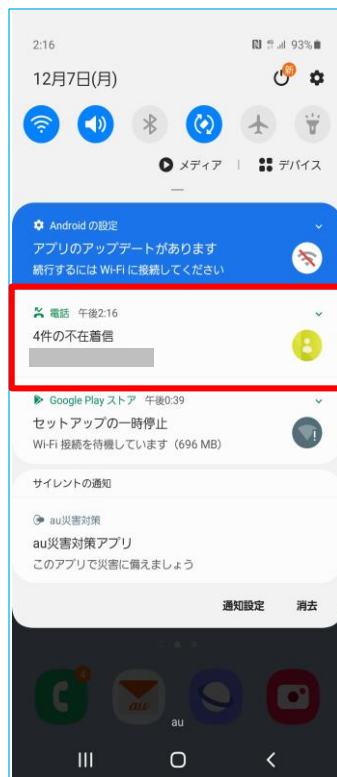 2:16 93%
12月7日(月) 新
メディア | デバイス
Android の設定
アプリのアップデートがあります
続行するには Wi-Fi に接続してください
電話 午後2:16
4件の不在着信
Google Play ストア 午後0:39
セットアップの一時停止
Wi-Fi 接続を待機しています（696 MB）
サイレントの通知
au災害対策
au災害対策アプリ
このアプリで災害に備えましょう
通知設定 消去
4
au
au